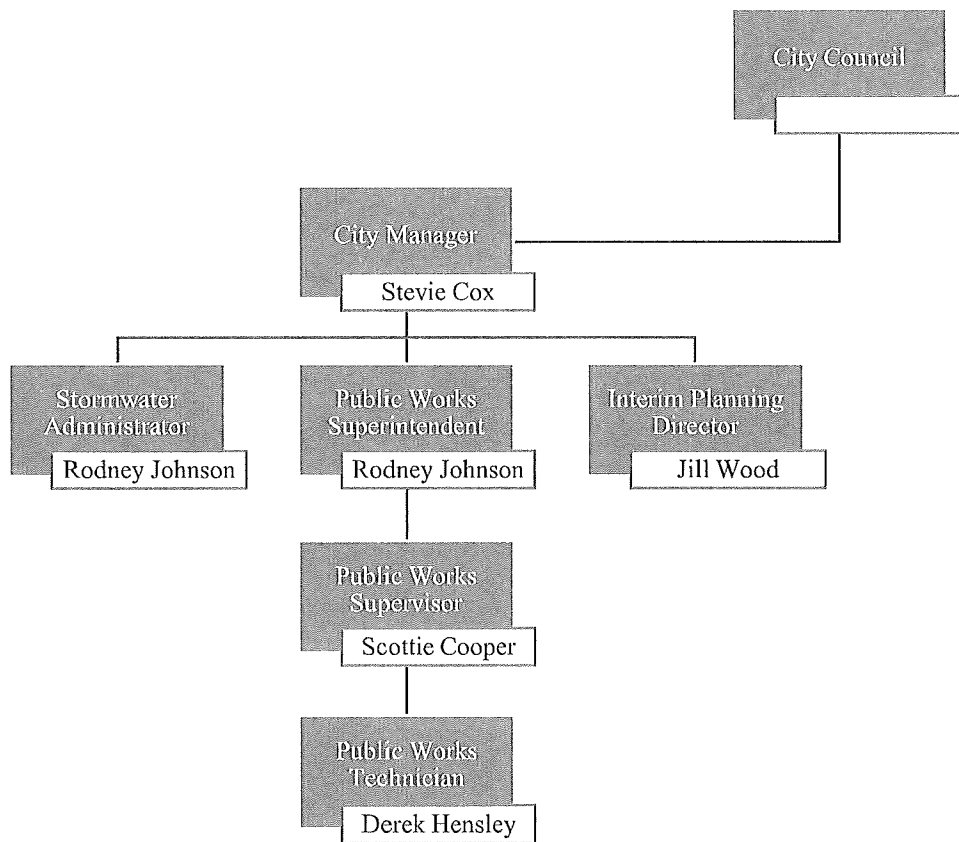 City Council
City Manager
Stevie Cox
Stormwater
Administrator
Rodney Johnson
Public Works
Superintendent
Rodney Johnson
Interim Planning
Director
Jill Wood
Public Works
Supervisor
Scottie Cooper
Public Works
Technician
Derek Hensley